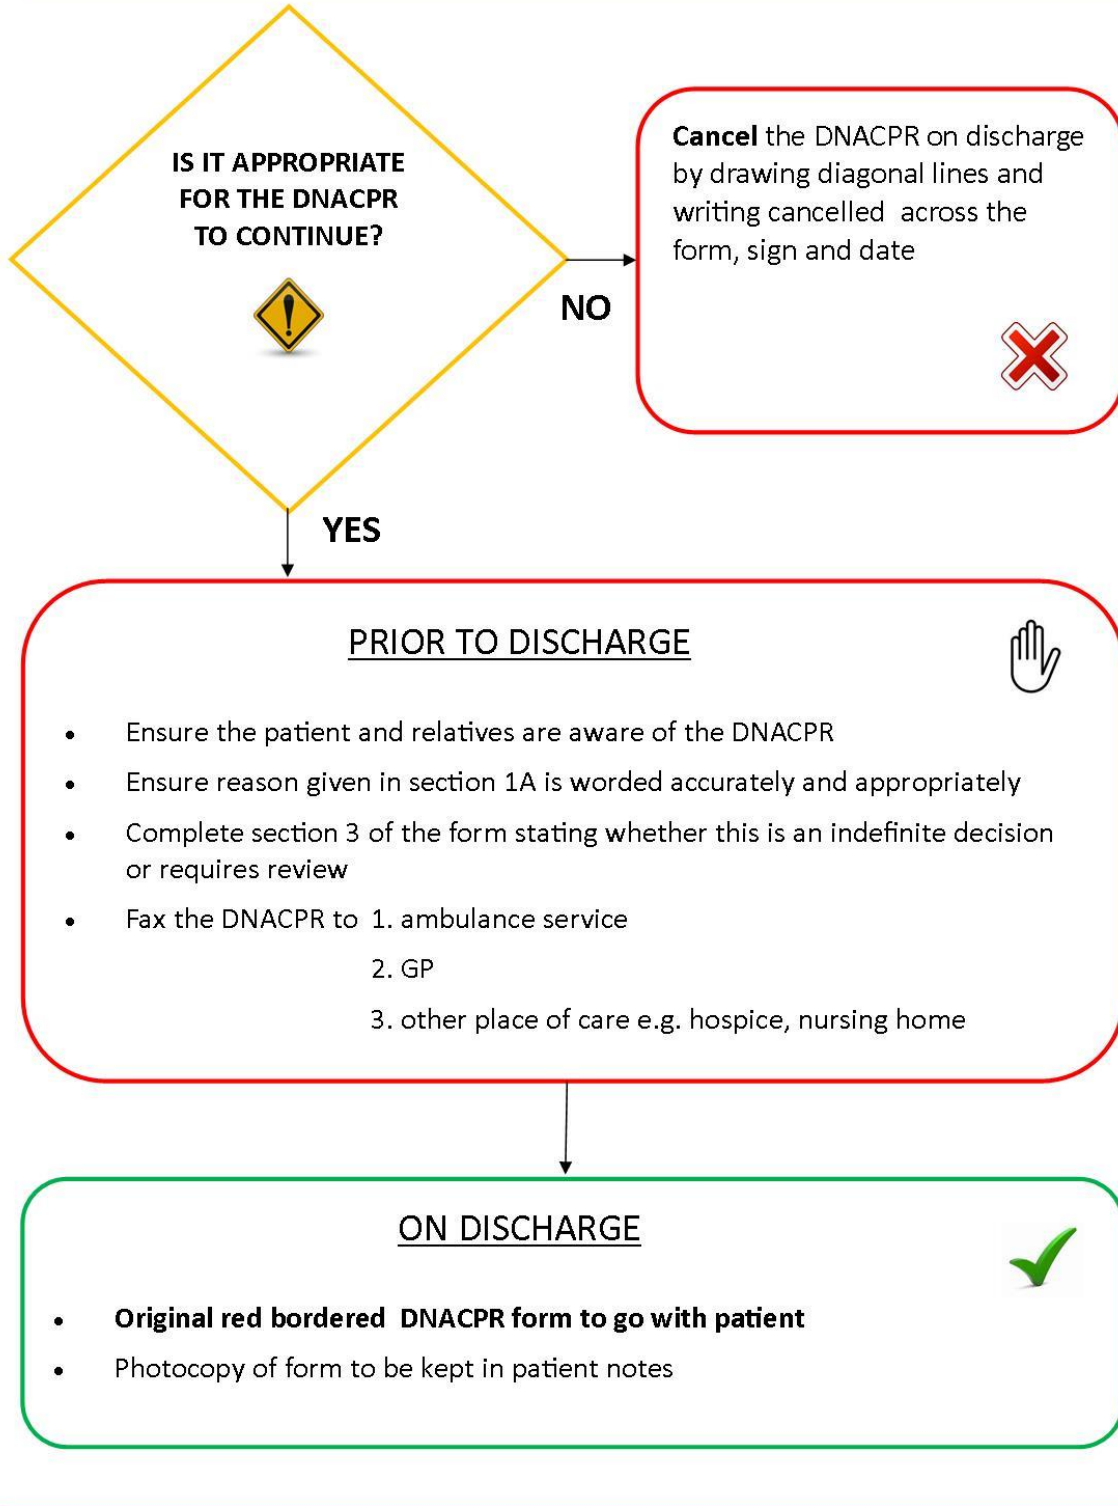 IS IT APPROPRIATE
FOR THE DNACPR
TO CONTINUE?
NO
Cancel the DNACPR on discharge
by drawing diagonal lines and
writing cancelled  across the
form, sign and date
YES
PRIOR TO DISCHARGE
• Ensure the patient and relatives are aware of the DNACPR
• Ensure reason given in section 1A is worded accurately and appropriately
• Complete section 3 of the form stating whether this is an indefinite decision
or requires review
• Fax the DNACPR to  1. ambulance service
2. GP
3. other place of care e.g. hospice, nursing home
ON DISCHARGE
• Original red bordered  DNACPR form to go with patient
• Photocopy of form to be kept in patient notes